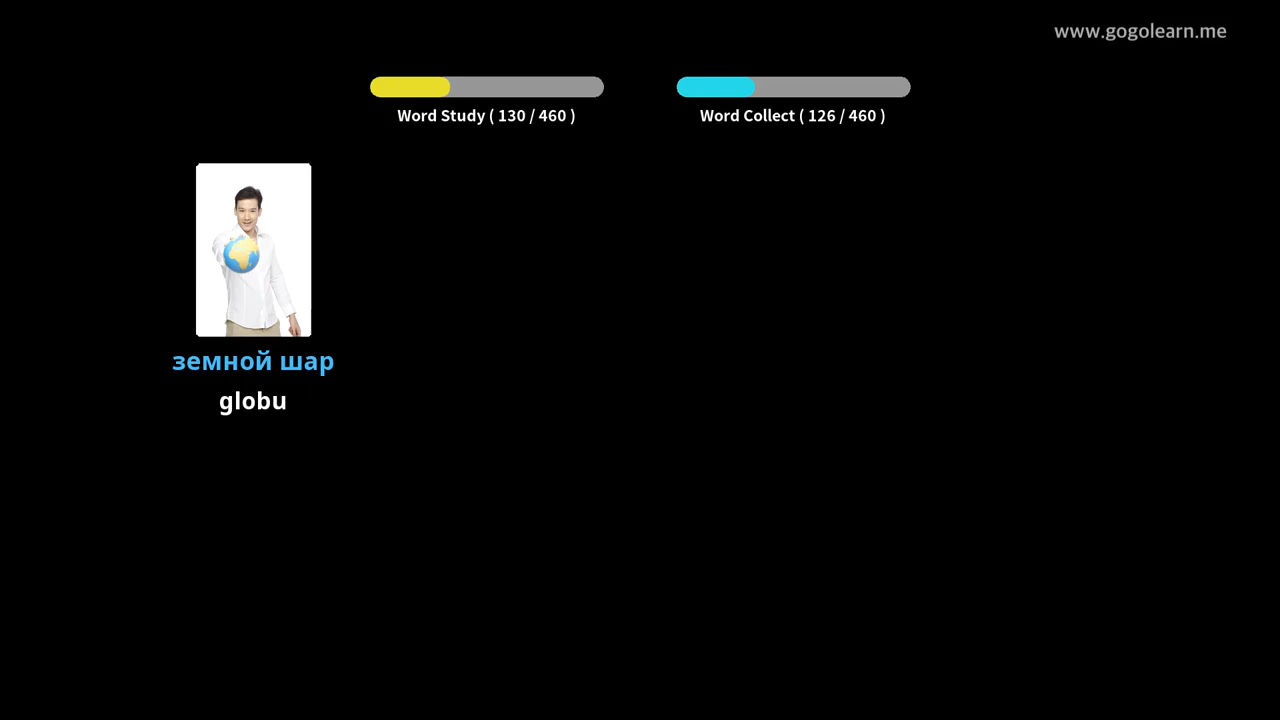 www.gogolearn.me
Word Study ( 130 / 460 )
Word Collect ( 126 / 460 )
земной шар
globu